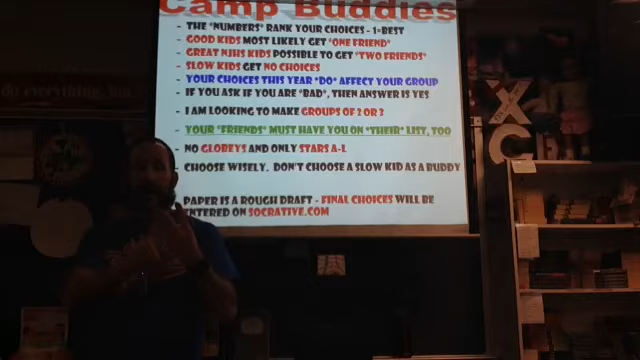 Camp Buddies
- THE *NUMBERS* RANK YOUR CHOICES - 1=BEST
- GOOD KIDS MOST LIKELY GET *ONE FRIEND*
- GREAT NJHS KIDS POSSIBLE TO GET *TWO FRIENDS*
- SLOW KIDS GET NO CHOICES
- YOUR CHOICES THIS YEAR *DO* AFFECT YOUR GROUP
- IF YOU ASK IF YOU ARE *BAD*, THEN ANSWER IS YES
- I AM LOOKING TO MAKE GROUPS OF 2 OR 3
- YOUR *FRIENDS* MUST HAVE YOU ON *THEIR* LIST, TOO
- NO GLOBEYS AND ONLY STARS A-L
- CHOOSE WISELY. DON'T CHOOSE A SLOW KID AS A BUDDY
PAPER IS A ROUGH DRAFT - FINAL CHOICES WILL BE
ENTERED ON SOCRATIVE.COM
do everything
X
C